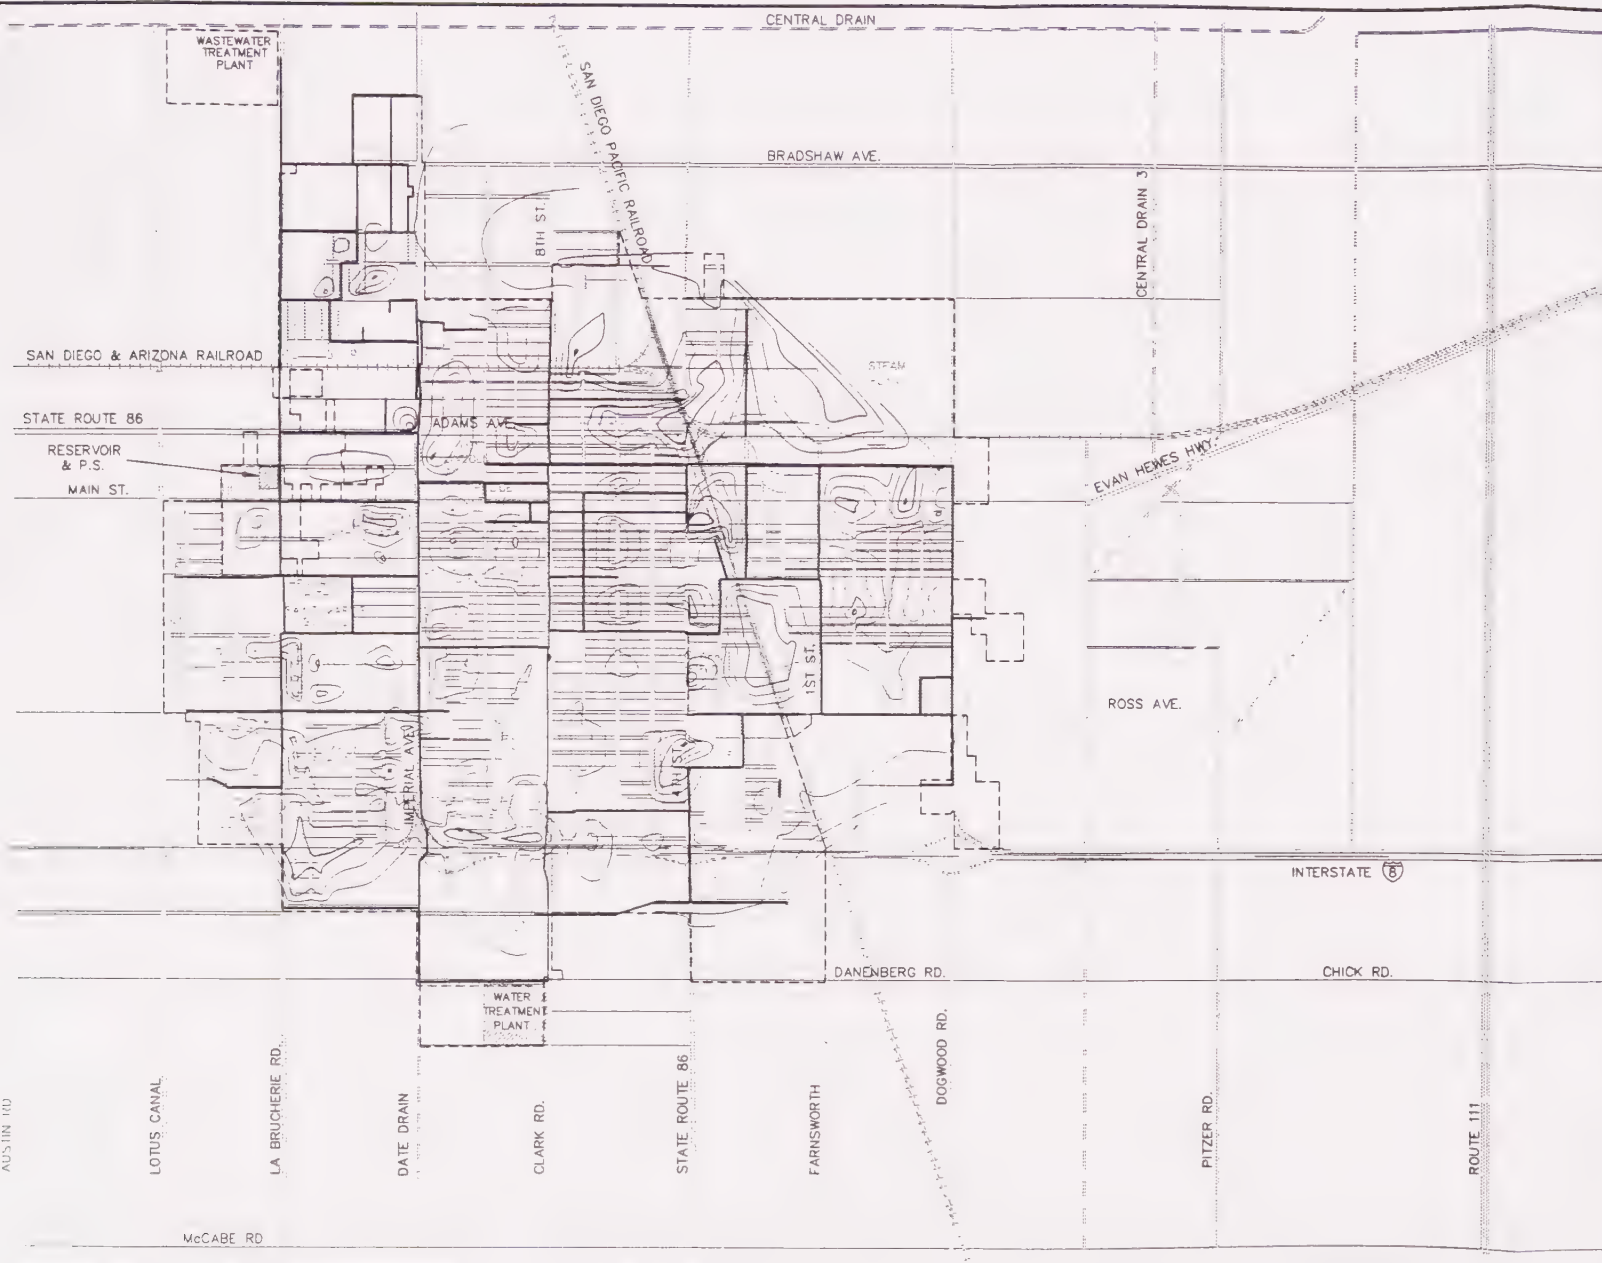 CENTRAL DRAIN
WASTEWATER
TREATMENT
PLANT
SAN DIEGO PACIFIC RAILROAD
BRADSHAW AVE.
8TH ST.
CENTRAL DRAIN 3
SAN DIEGO & ARIZONA RAILROAD
STEAM
STATE ROUTE 86
ADAMS AVE.
RESERVOIR
& P.S.
MAIN ST.
EVAN HEWES HWY.
1ST ST.
ROSS AVE.
IMPERIAL AVE.
4TH ST.
INTERSTATE 8
DANENBERG RD.
CHICK RD.
WATER
TREATMENT
PLANT
AUSTIN RD
LOTUS CANAL
LA BRUCHERIE RD.
DATE DRAIN
CLARK RD.
STATE ROUTE 86
FARNSWORTH
DOGWOOD RD.
PITZER RD.
ROUTE 111
McCABE RD